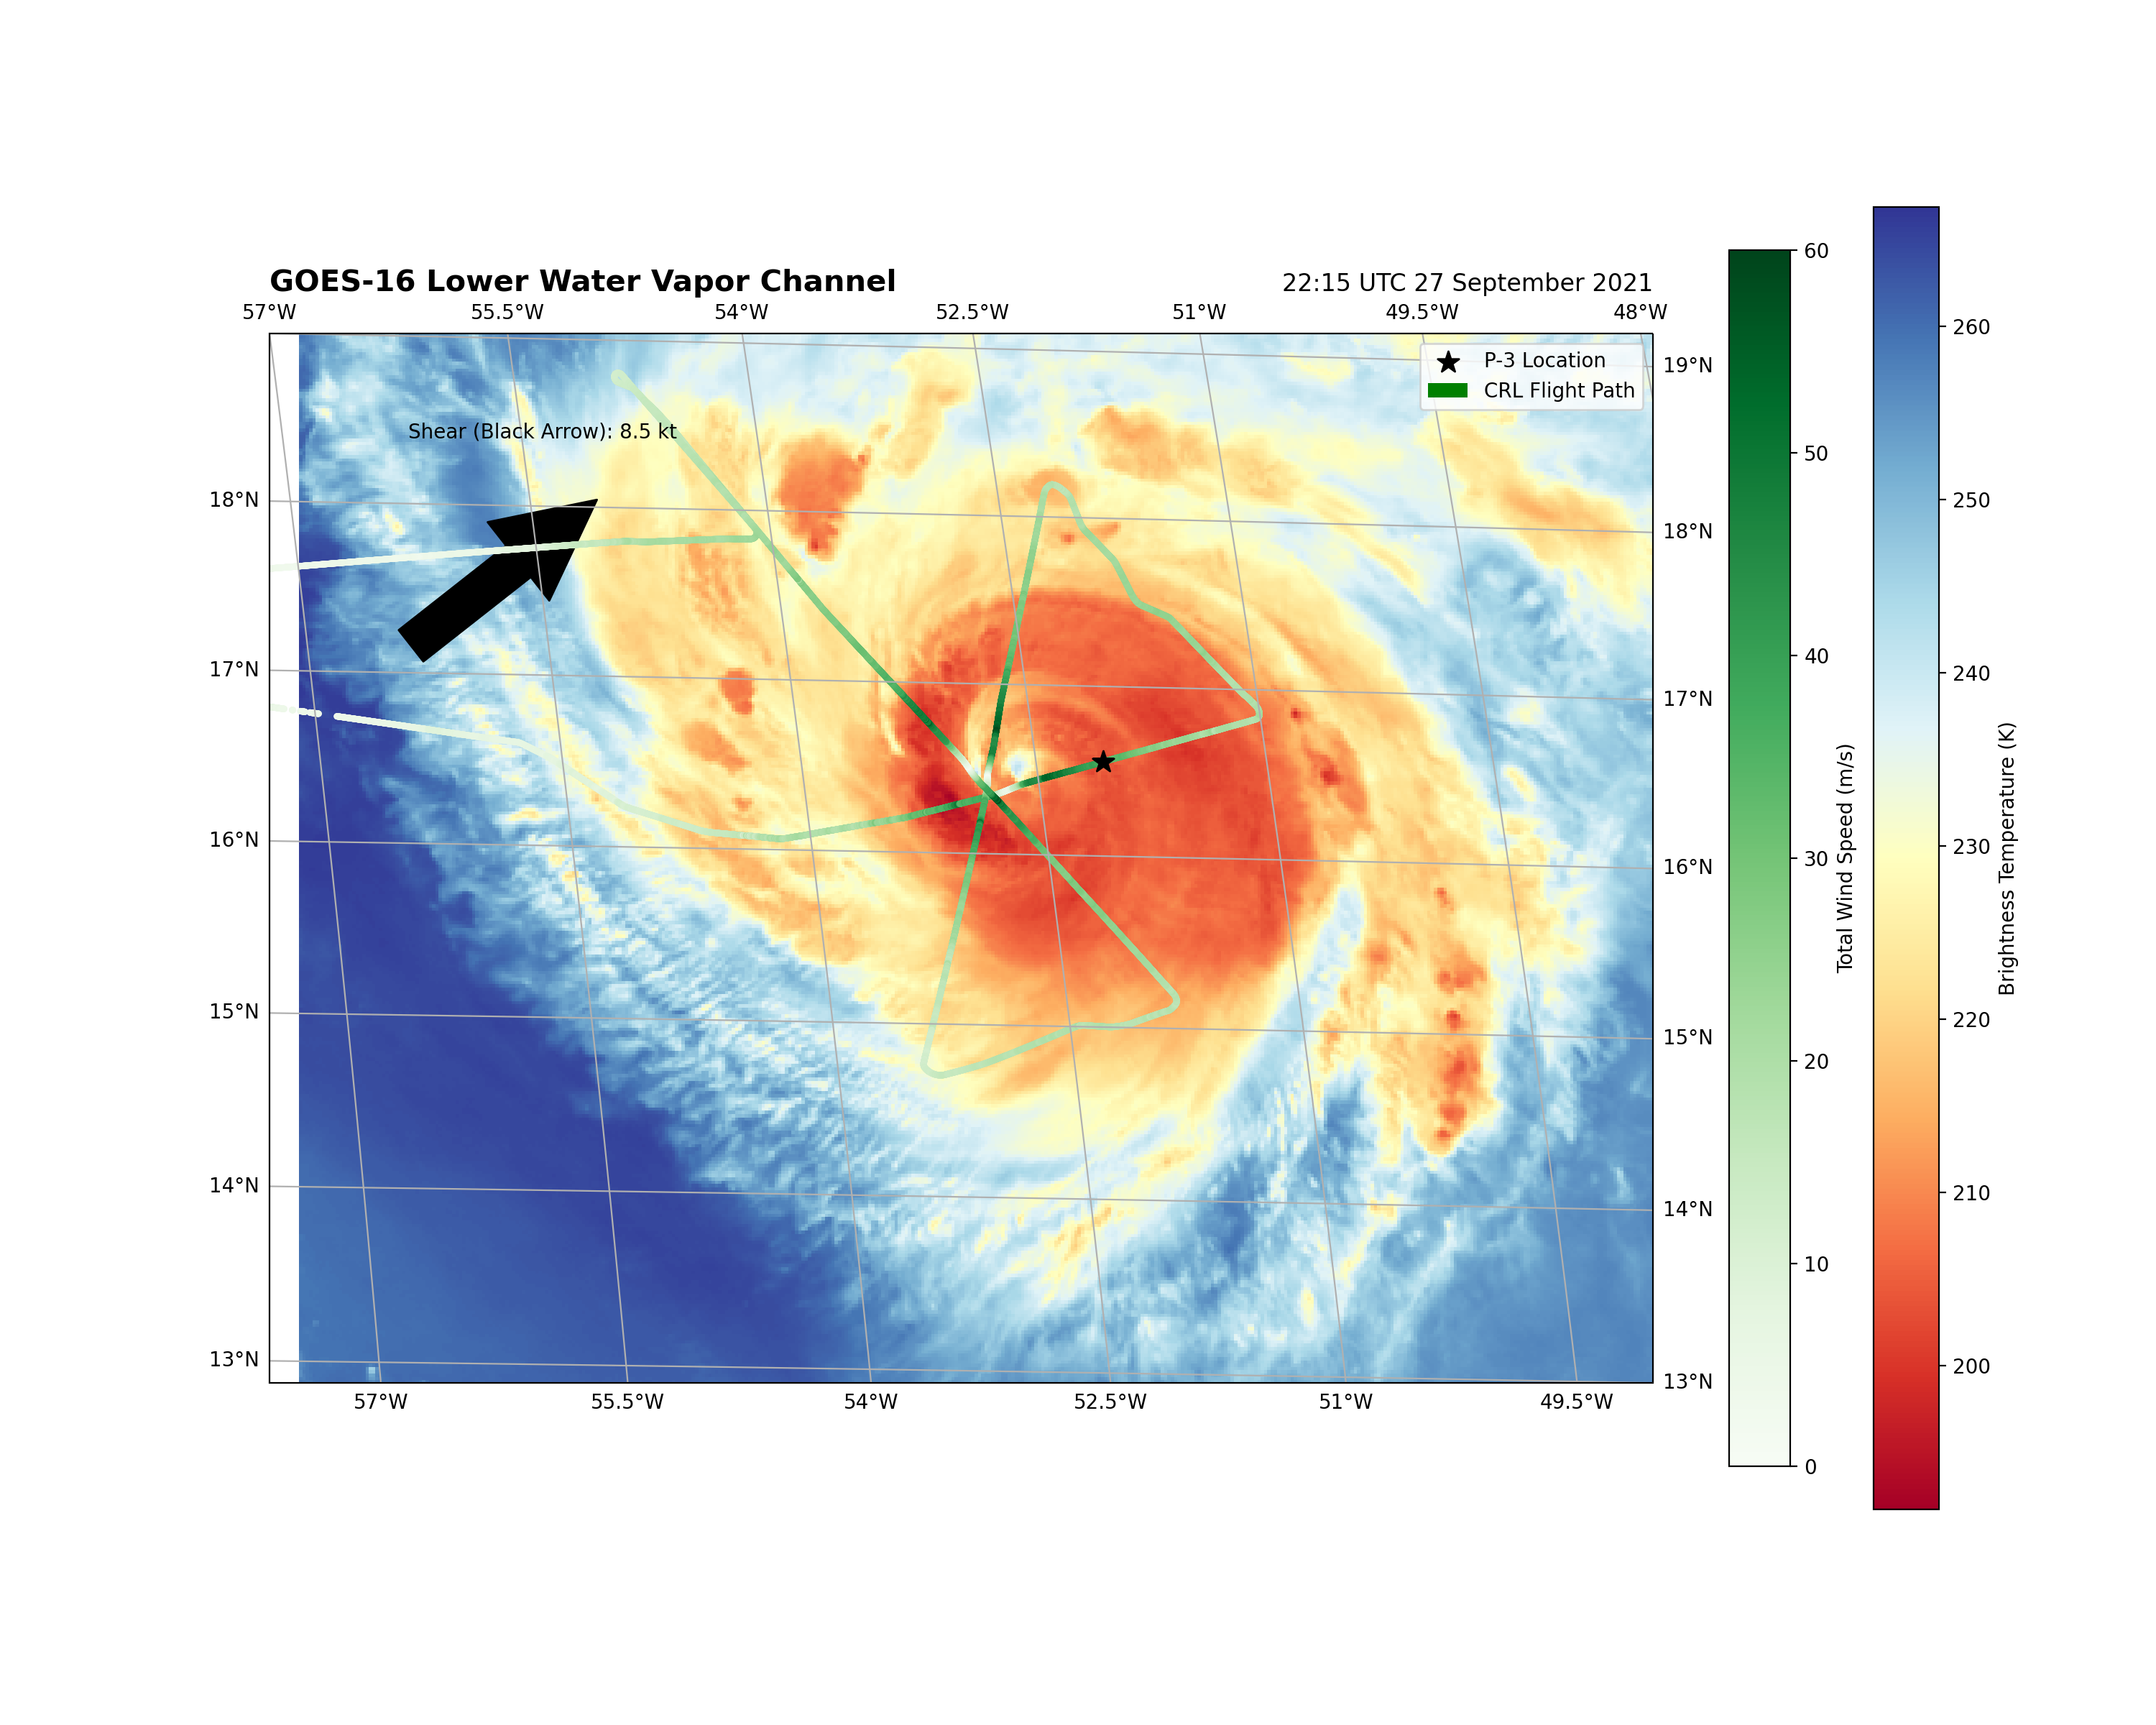 GOES-16 Lower Water Vapor Channel
22:15 UTC 27 September 2021
57°W 55.5°W 54°W 52.5°W 51°W 49.5°W 48°W
P-3 Location
CRL Flight Path
Shear (Black Arrow): 8.5 kt
18°N
17°N
16°N
15°N
14°N
13°N
19°N
18°N
17°N
16°N
15°N
14°N
13°N
57°W 55.5°W 54°W 52.5°W 51°W 49.5°W
60
50
40
30
20
10
0
Total Wind Speed (m/s)
260
250
240
230
220
210
200
Brightness Temperature (K)